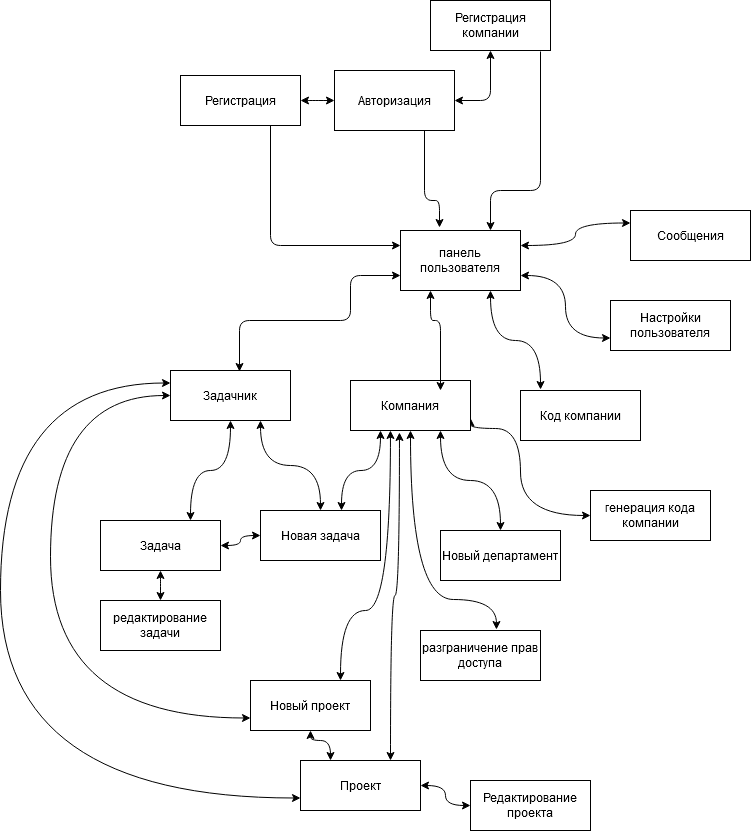 Регистрация
компании
Регистрация
Авторизация
панель
пользователя
Сообщения
Настройки
пользователя
Задачник
Компания
Код компании
генерация кода
компании
Задача
Новая задача
Новый департамент
редактирование
задачи
разграничение прав
доступа
Новый проект
Проект
Редактирование
проекта